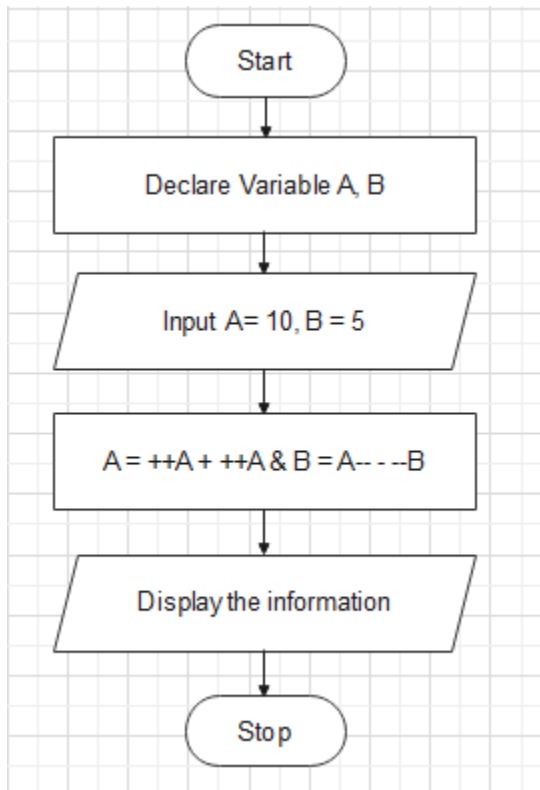 Start
Declare Variable A, B
Input A= 10, B = 5
A = ++A + ++A & B = A-- - --B
Display the information
Stop